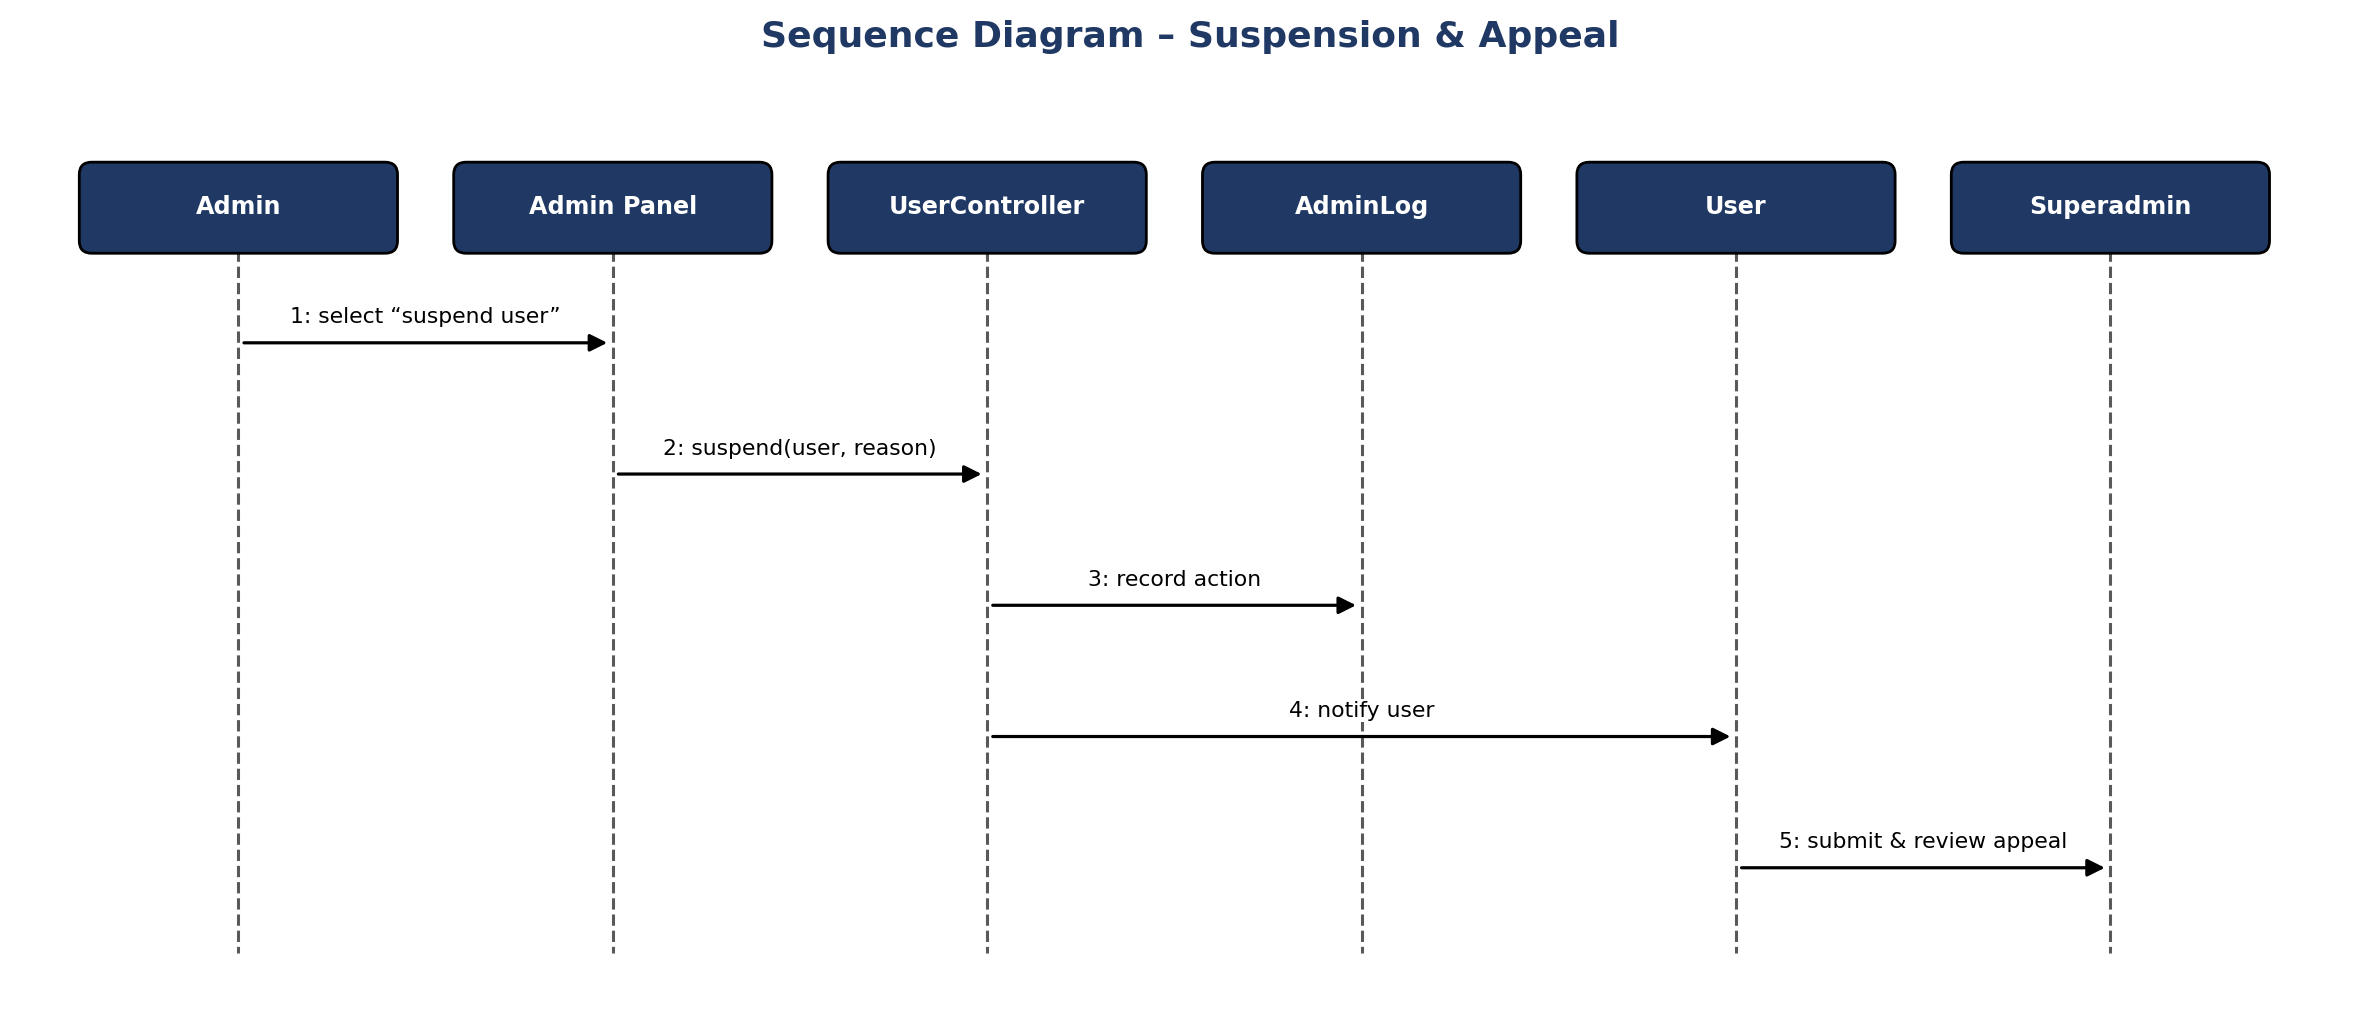 Sequence Diagram – Suspension & Appeal
Admin
Admin Panel
UserController
AdminLog
User
Superadmin
1: select “suspend user”
2: suspend(user, reason)
3: record action
4: notify user
5: submit & review appeal